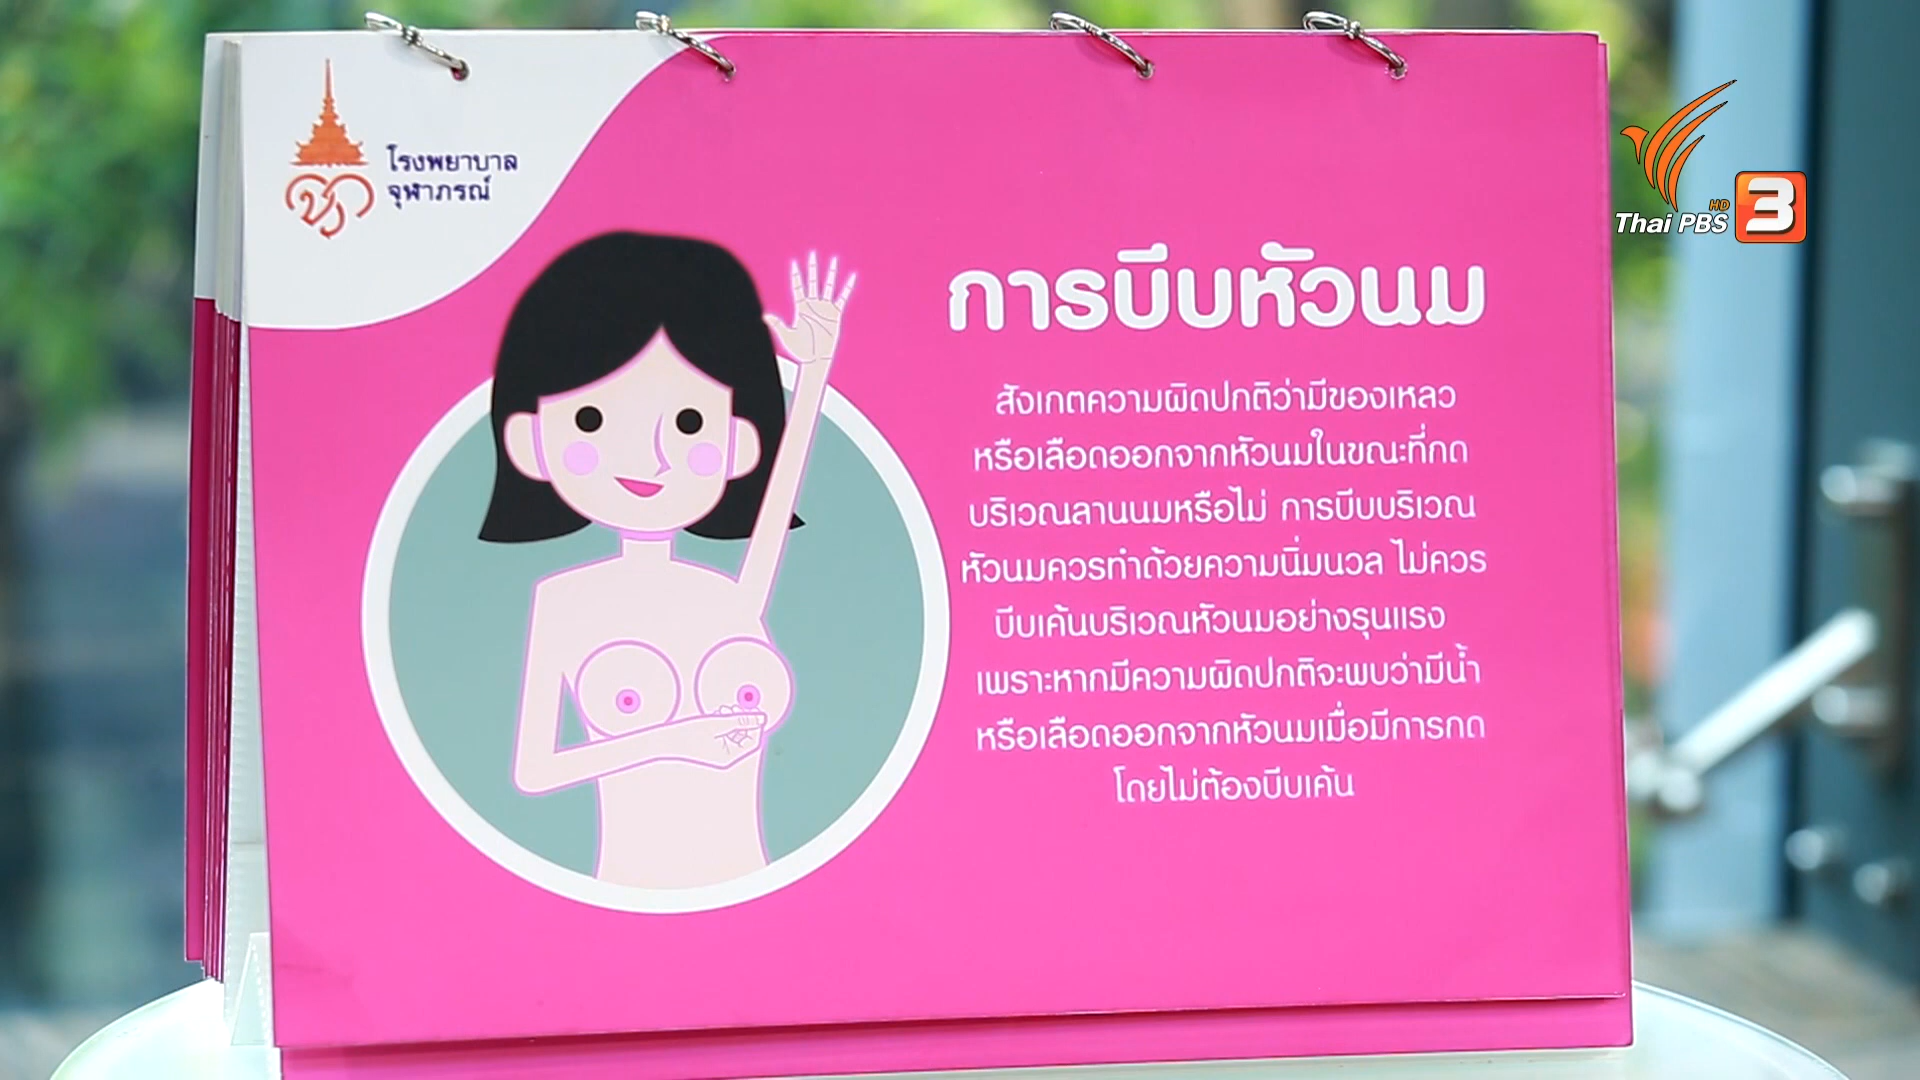 โรงพยาบาล
จุฬาภรณ์
HD
Thai PBS 3
การบีบหัวนม
สังเกตความผิดปกติว่ามีของเหลว
หรือเลือดออกจากหัวนมในขณะที่กด
บริเวณลานนมหรือไม่ การบีบบริเวณ
หัวนมควรทำด้วยความนิ่มนวล ไม่ควร
บีบเค้นบริเวณหัวนมอย่างรุนแรง
เพราะหากมีความผิดปกติจะพบว่ามีน้ำ
หรือเลือดออกจากหัวนมเมื่อมีการกด
โดยไม่ต้องบีบเค้น